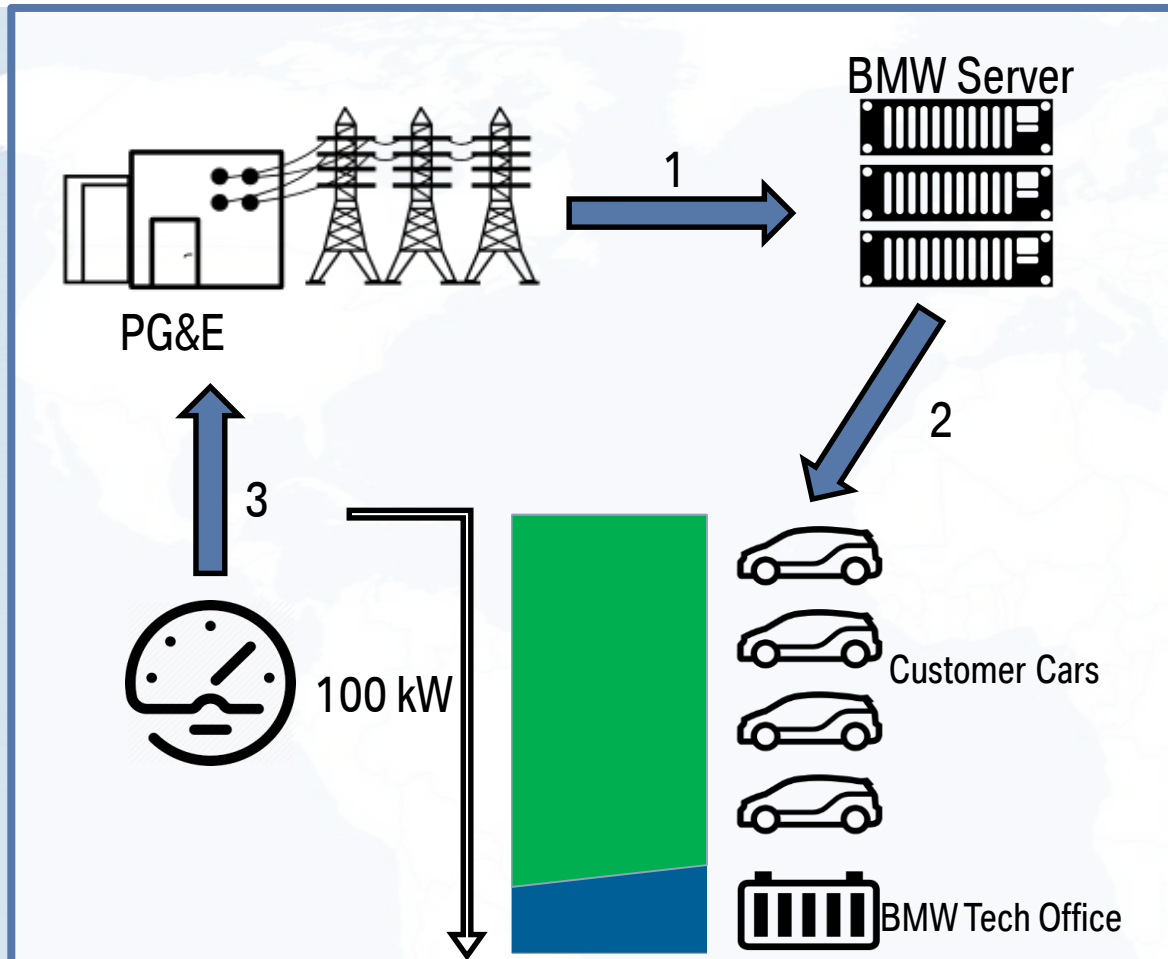 BMW Server
1
PG&E
2
3
100 kW
Customer Cars
BMW Tech Office